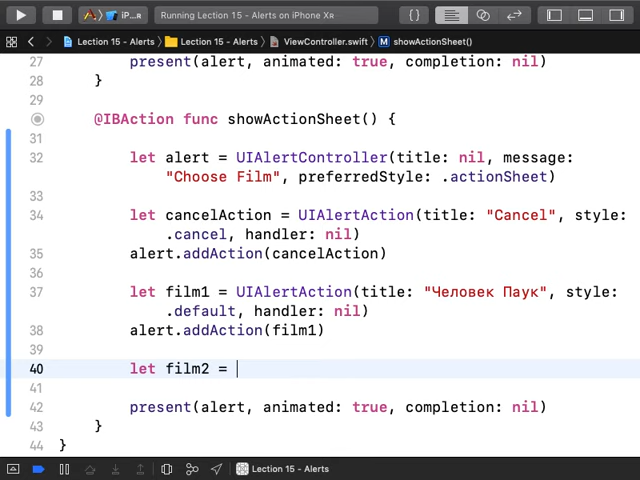 iP...R
Running Lection 15 - Alerts on iPhone XR
{ }
Lection 15 - Alerts
Lection 15 - Alerts
ViewController.swift
M
showActionSheet()
27 present(alert, animated: true, completion: nil)
28 }
29
@IBAction func showActionSheet() {
31
32 let alert = UIAlertController(title: nil, message:
"Choose Film", preferredStyle: .actionSheet)
33
34 let cancelAction = UIAlertAction(title: "Cancel", style:
.cancel, handler: nil)
35 alert.addAction(cancelAction)
36
37 let film1 = UIAlertAction(title: "Человек Паук", style:
.default, handler: nil)
38 alert.addAction(film1)
39
40 let film2 =
41
42 present(alert, animated: true, completion: nil)
43 }
44 }
Lection 15 - Alerts